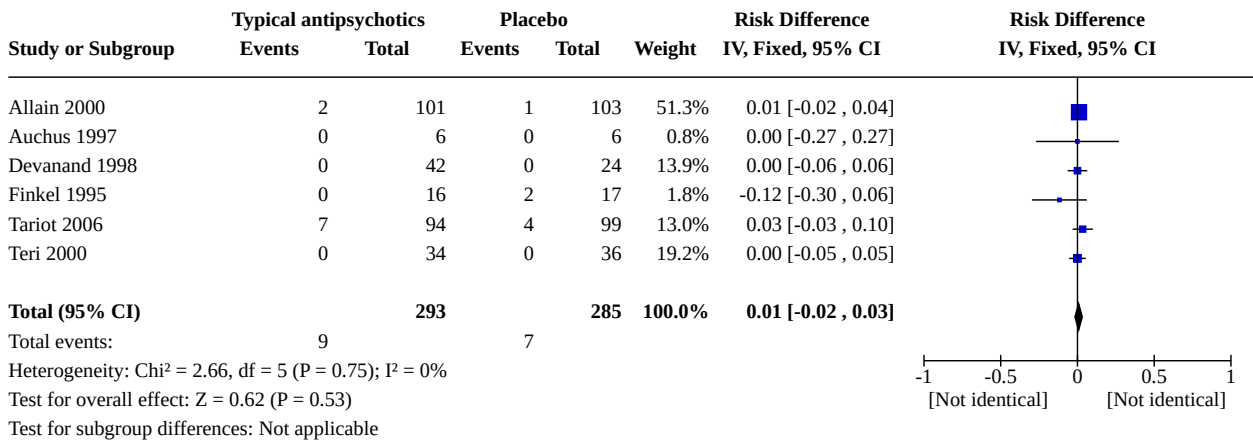 Typical antipsychotics Placebo Risk Difference Risk Difference
Study or Subgroup Events Total Events Total Weight IV, Fixed, 95% CI IV, Fixed, 95% CI
Allain 2000 2 101 1 103 51.3% 0.01 [-0.02 , 0.04]
Auchus 1997 0 6 0 6 0.8% 0.00 [-0.27 , 0.27]
Devanand 1998 0 42 0 24 13.9% 0.00 [-0.06 , 0.06]
Finkel 1995 0 16 2 17 1.8% -0.12 [-0.30 , 0.06]
Tariot 2006 7 94 4 99 13.0% 0.03 [-0.03 , 0.10]
Teri 2000 0 34 0 36 19.2% 0.00 [-0.05 , 0.05]
Total (95% CI) 293 285 100.0% 0.01 [-0.02 , 0.03]
Total events: 9 7
Heterogeneity: Chi² = 2.66, df = 5 (P = 0.75); I² = 0%
-1 -0.5 0 0.5 1
Test for overall effect: Z = 0.62 (P = 0.53) [Not identical] [Not identical]
Test for subgroup differences: Not applicable